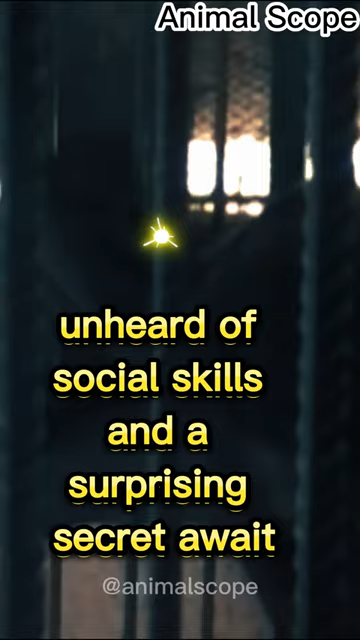 Animal Scope
unheard of
social skills
and a
surprising
secret await
@animalscope